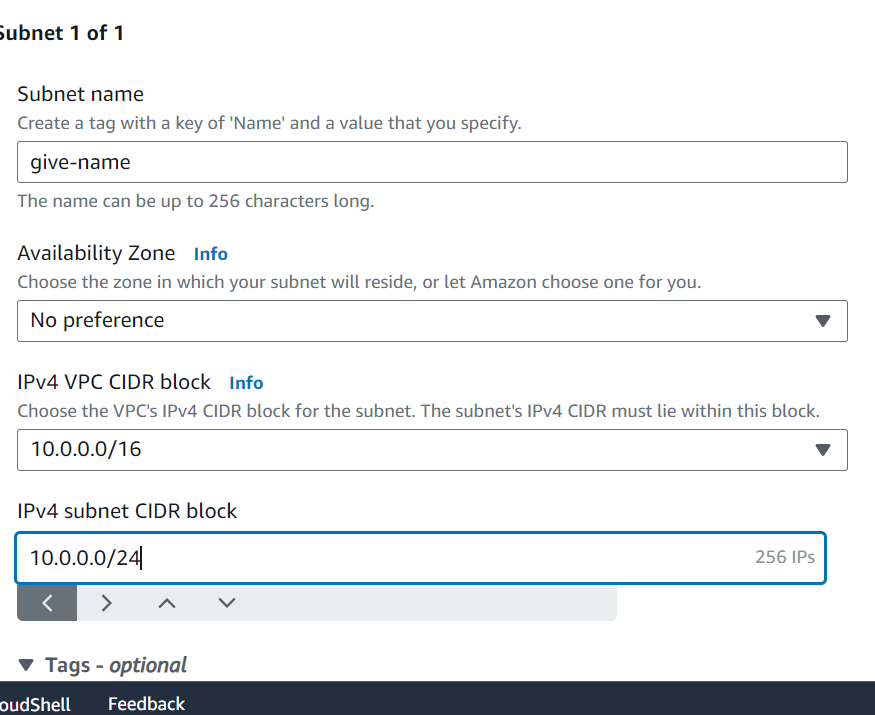 Subnet 1 of 1
Subnet name
Create a tag with a key of 'Name' and a value that you specify.
give-name
The name can be up to 256 characters long.
Availability Zone Info
Choose the zone in which your subnet will reside, or let Amazon choose one for you.
No preference
IPv4 VPC CIDR block Info
Choose the VPC's IPv4 CIDR block for the subnet. The subnet's IPv4 CIDR must lie within this block.
10.0.0.0/16
IPv4 subnet CIDR block
10.0.0.0/24 256 IPs
Tags - optional
oudShell Feedback